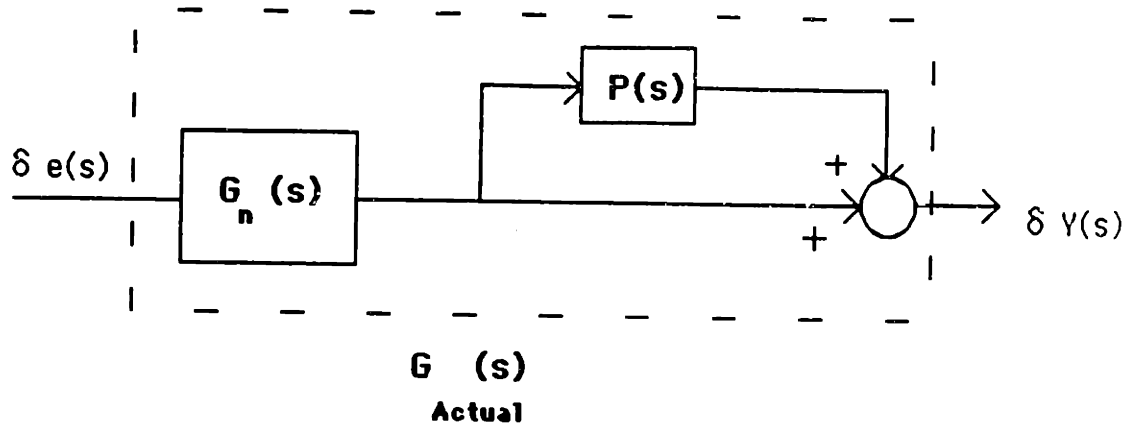 P(s)
δ e(s)
G (s)
n
+
+
δ Y(s)
G (s)
Actual